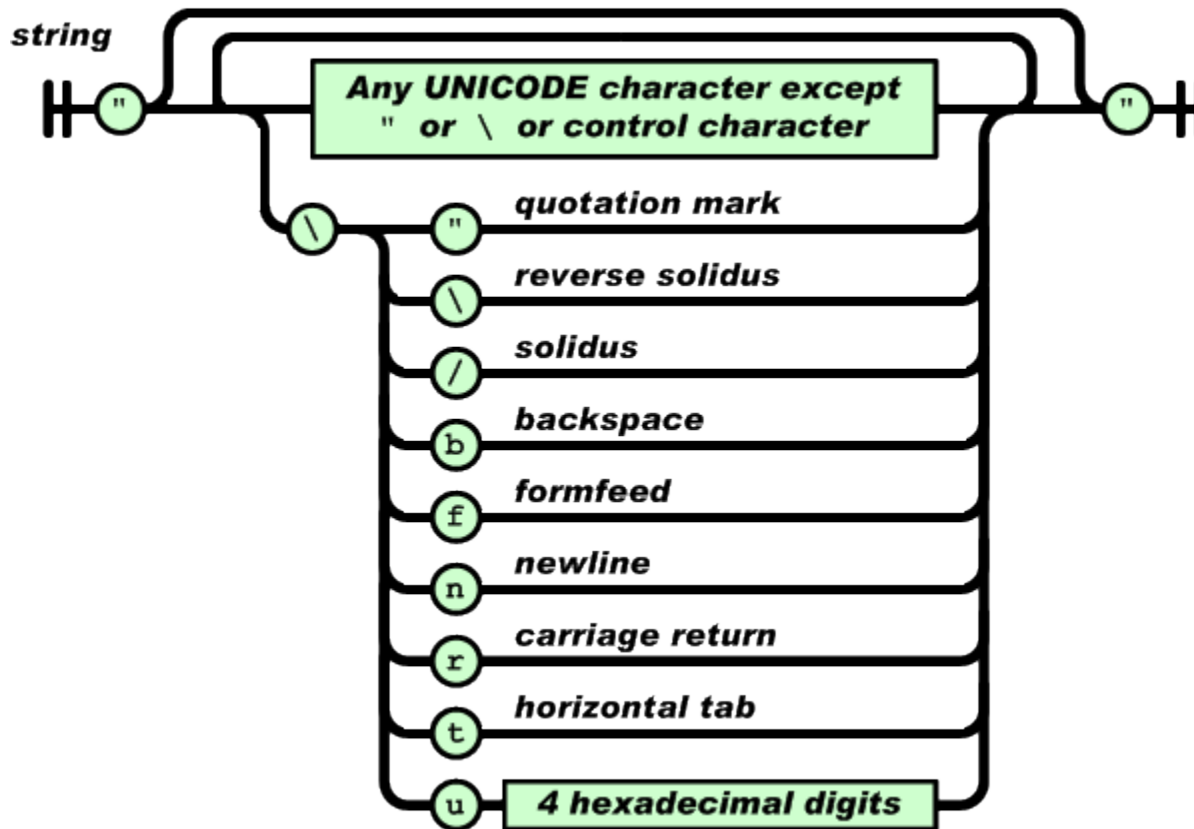 string
" Any UNICODE character except "
" or \ or control character
\ " quotation mark
\ reverse solidus
/ solidus
b backspace
f formfeed
n newline
r carriage return
t horizontal tab
u 4 hexadecimal digits